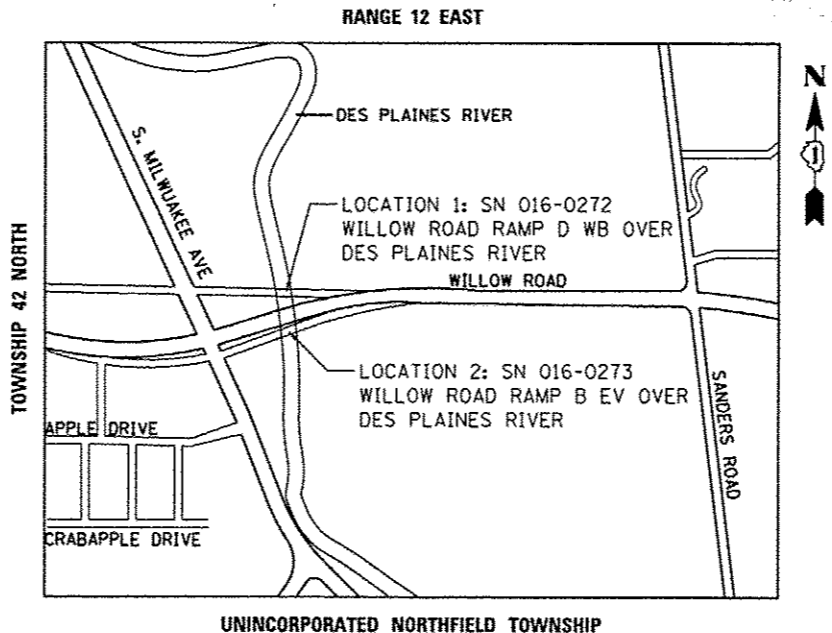 RANGE 12 EAST
N
DES PLAINES RIVER
S. MILWUAKEE AVE
LOCATION 1: SN 016-0272
WILLOW ROAD RAMP D WB OVER
DES PLAINES RIVER
WILLOW ROAD
TOWNSHIP 42 NORTH
LOCATION 2: SN 016-0273
WILLOW ROAD RAMP B EV OVER
DES PLAINES RIVER
SANDERS ROAD
APPLE DRIVE
CRABAPPLE DRIVE
UNINCORPORATED NORTHFIELD TOWNSHIP